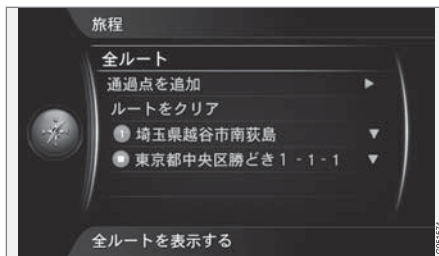 旅程
全ルート
通過点を追加
ルートをクリア
1 埼玉県越谷市南荻島
東京都中央区勝どき1 - 1 - 1
全ルートを表示する